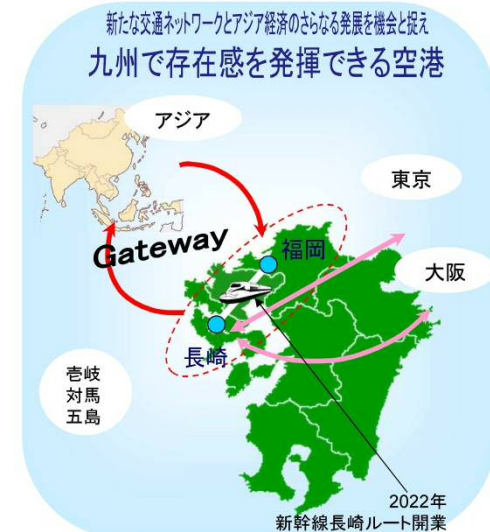 新たな交通ネットワークとアジア経済のさらなる発展を機会と捉え
九州で存在感を発揮できる空港
アジア
東京
Gateway
福岡
大阪
長崎
壱岐
対馬
五島
2022年
新幹線長崎ルート開業